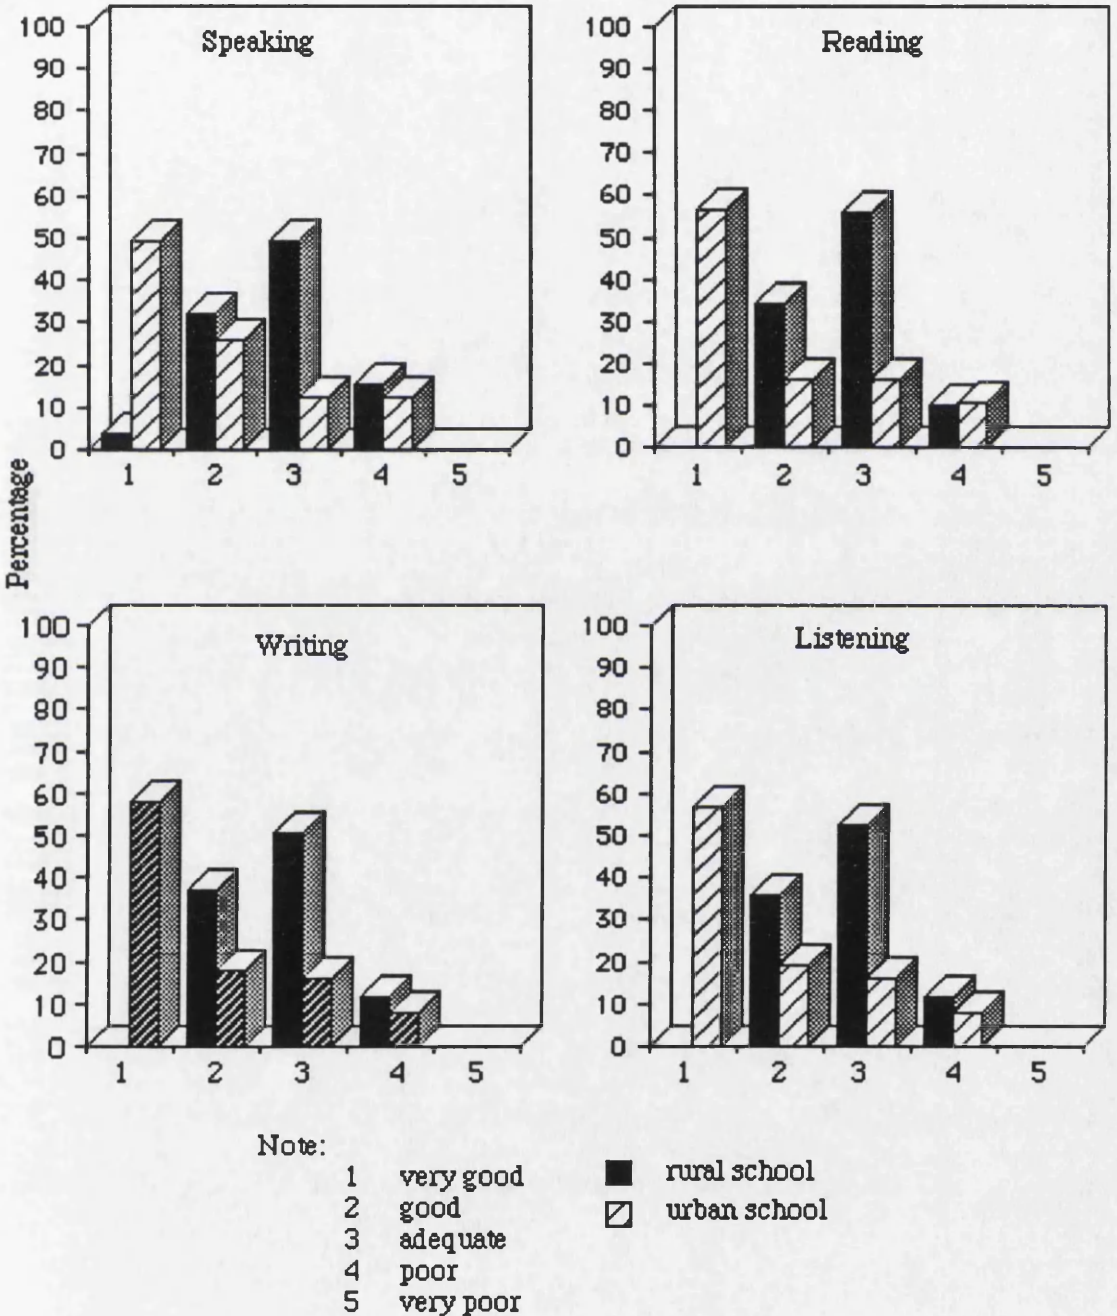 Speaking
100
90
80
70
60
50
40
30
20
10
0
1 2 3 4 5
Reading
100
90
80
70
60
50
40
30
20
10
0
1 2 3 4 5
Percentage
Writing
100
90
80
70
60
50
40
30
20
10
0
1 2 3 4 5
Listening
100
90
80
70
60
50
40
30
20
10
0
1 2 3 4 5
Note:
1 very good
2 good
3 adequate
4 poor
5 very poor
rural school
urban school